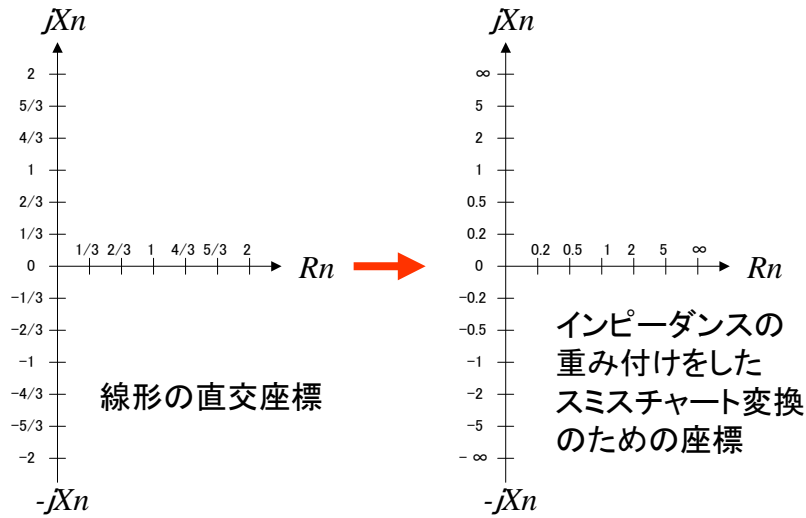 jXn
2
5/3
4/3
1
2/3
1/3
0
-1/3
-2/3
-1
-4/3
-5/3
-2
-jXn
1/3 2/3 1 4/3 5/3 2
Rn
線形の直交座標
jXn
∞
5
2
1
0.5
0.2
0
-0.2
-0.5
-1
-2
-5
- ∞
-jXn
0.2 0.5 1 2 5 ∞
Rn
インピーダンスの
重み付けをした
スミスチャート変換
のための座標